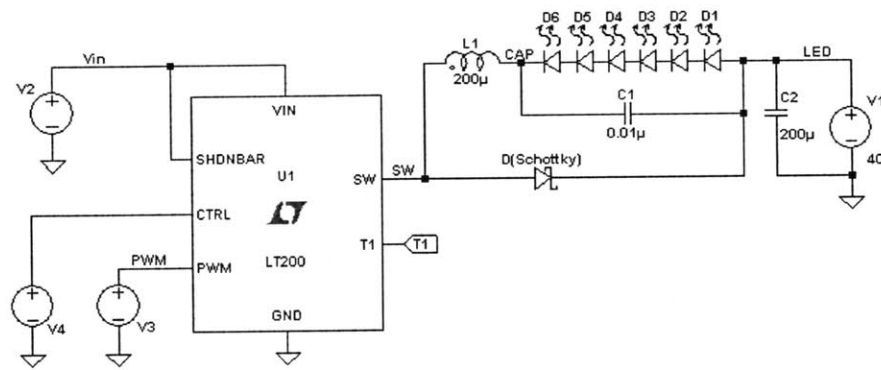 D6 D5 D4 D3 D2 D1
L1
CAP
LED
200µ
Vin
V2
VIN
C1
0.01µ
C2
200µ
V1
40
SHDNBAR
U1
SW
SW
D(Schottky)
CTRL
T1
T1
PWM
PWM
LT200
GND
V4
V3